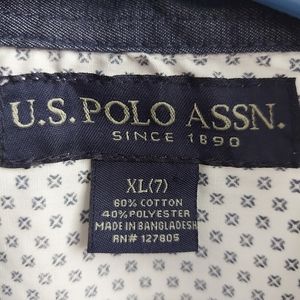 U.S. POLO ASSN.
SINCE 1890
XL(7)
60% COTTON
40% POLYESTER
MADE IN BANGLADESH
RN# 127805